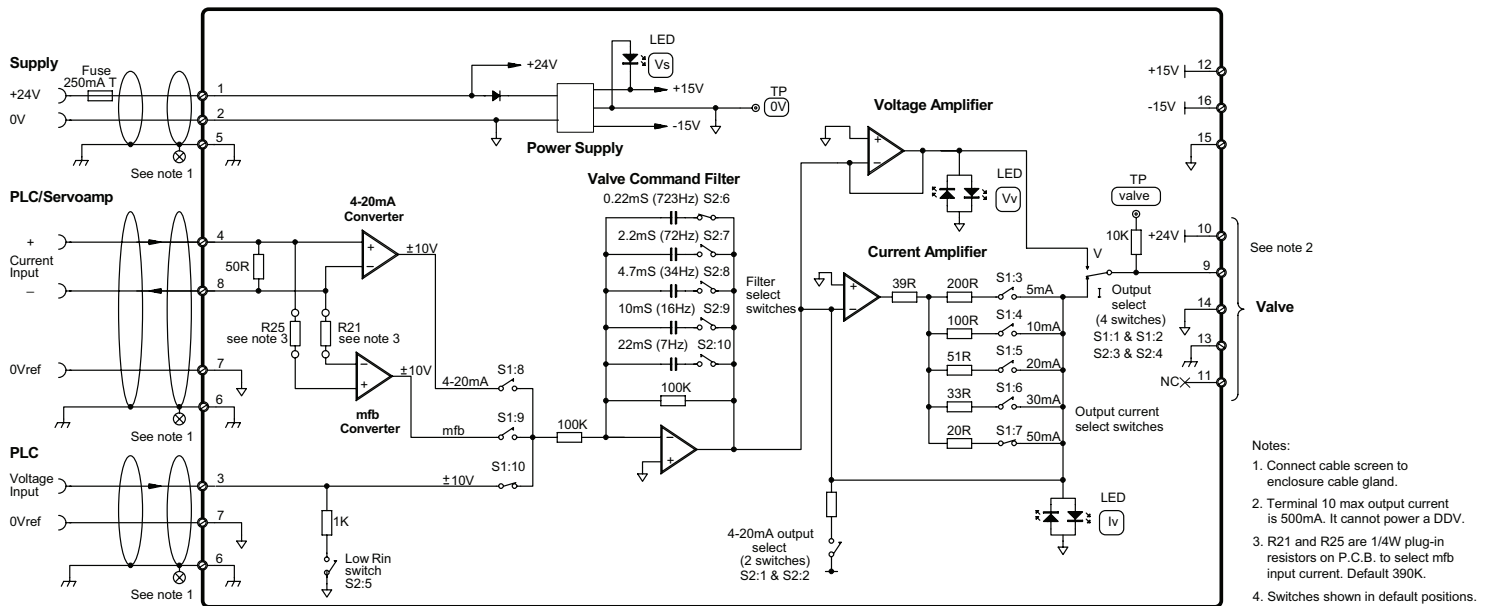 Supply
Fuse
250mA T
+24V
0V
1
2
5
See note 1
+24V
LED
Vs
+15V
TP
0V
-15V
Power Supply
PLC/Servoamp
+
Current
Input
–
4
8
50R
4-20mA
Converter
+
–
±10V
R25
see note 3
R21
see note 3
–
+
±10V
mfb
Converter
0Vref
7
6
See note 1
4-20mA
S1:8
S1:9
mfb
S1:10
±10V
PLC
Voltage
Input
3
0Vref
7
6
See note 1
1K
Low Rin
switch
S2:5
Valve Command Filter
0.22mS (723Hz) S2:6
2.2mS (72Hz) S2:7
4.7mS (34Hz) S2:8
10mS (16Hz) S2:9
22mS (7Hz) S2:10
Filter
select
switches
100K
100K
–
+
Voltage Amplifier
+
–
LED
Vv
Current Amplifier
+
–
39R
200R
S1:3
5mA
100R
S1:4
10mA
51R
S1:5
20mA
33R
S1:6
30mA
20R
S1:7
50mA
Output current
select switches
4-20mA output
select
(2 switches)
S2:1 & S2:2
LED
Iv
TP
valve
10K
V
I
Output
select
(4 switches)
S1:1 & S1:2
S2:3 & S2:4
+15V
12
-15V
16
15
+24V
10
9
14
13
NC
11
See note 2
Valve
Notes:
1. Connect cable screen to
enclosure cable gland.
2. Terminal 10 max output current
is 500mA. It cannot power a DDV.
3. R21 and R25 are 1/4W plug-in
resistors on P.C.B. to select mfb
input current. Default 390K.
4. Switches shown in default positions.